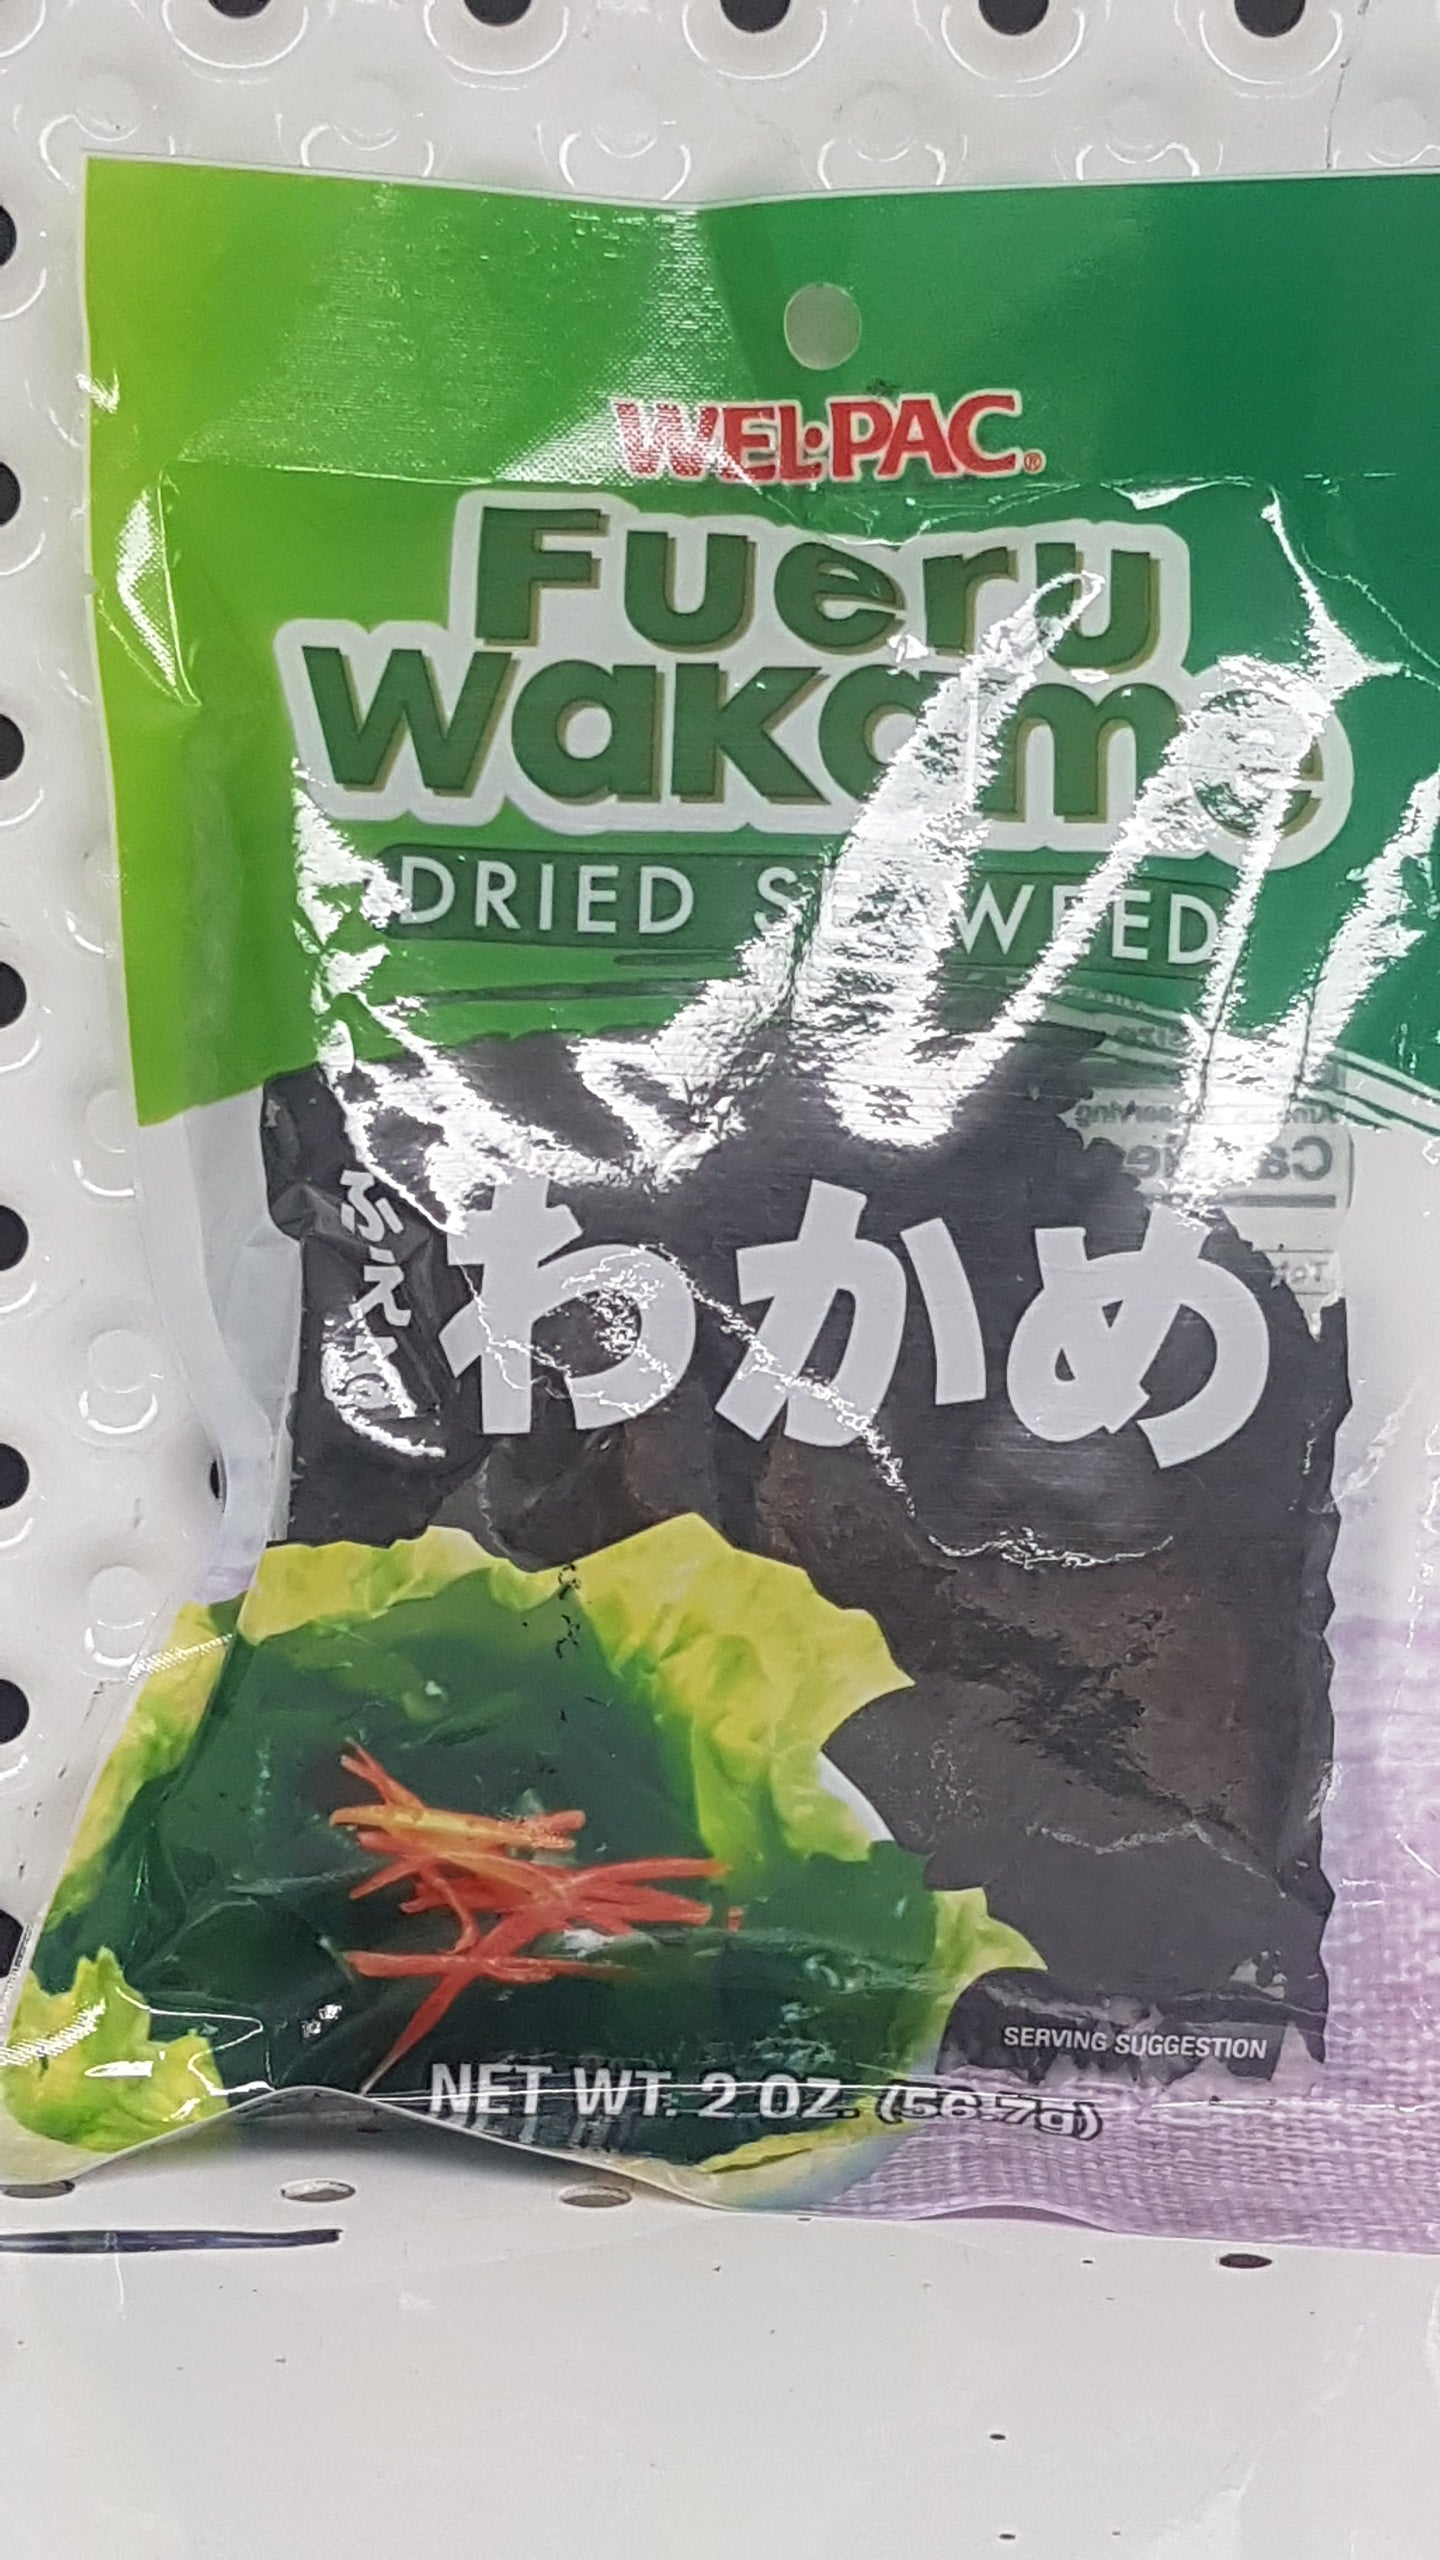 WEL·PAC®
Fueru
Wakame
DRIED SEAWEED
ふえる
わかめ
SERVING SUGGESTION
NET WT. 2 OZ. (56.7g)